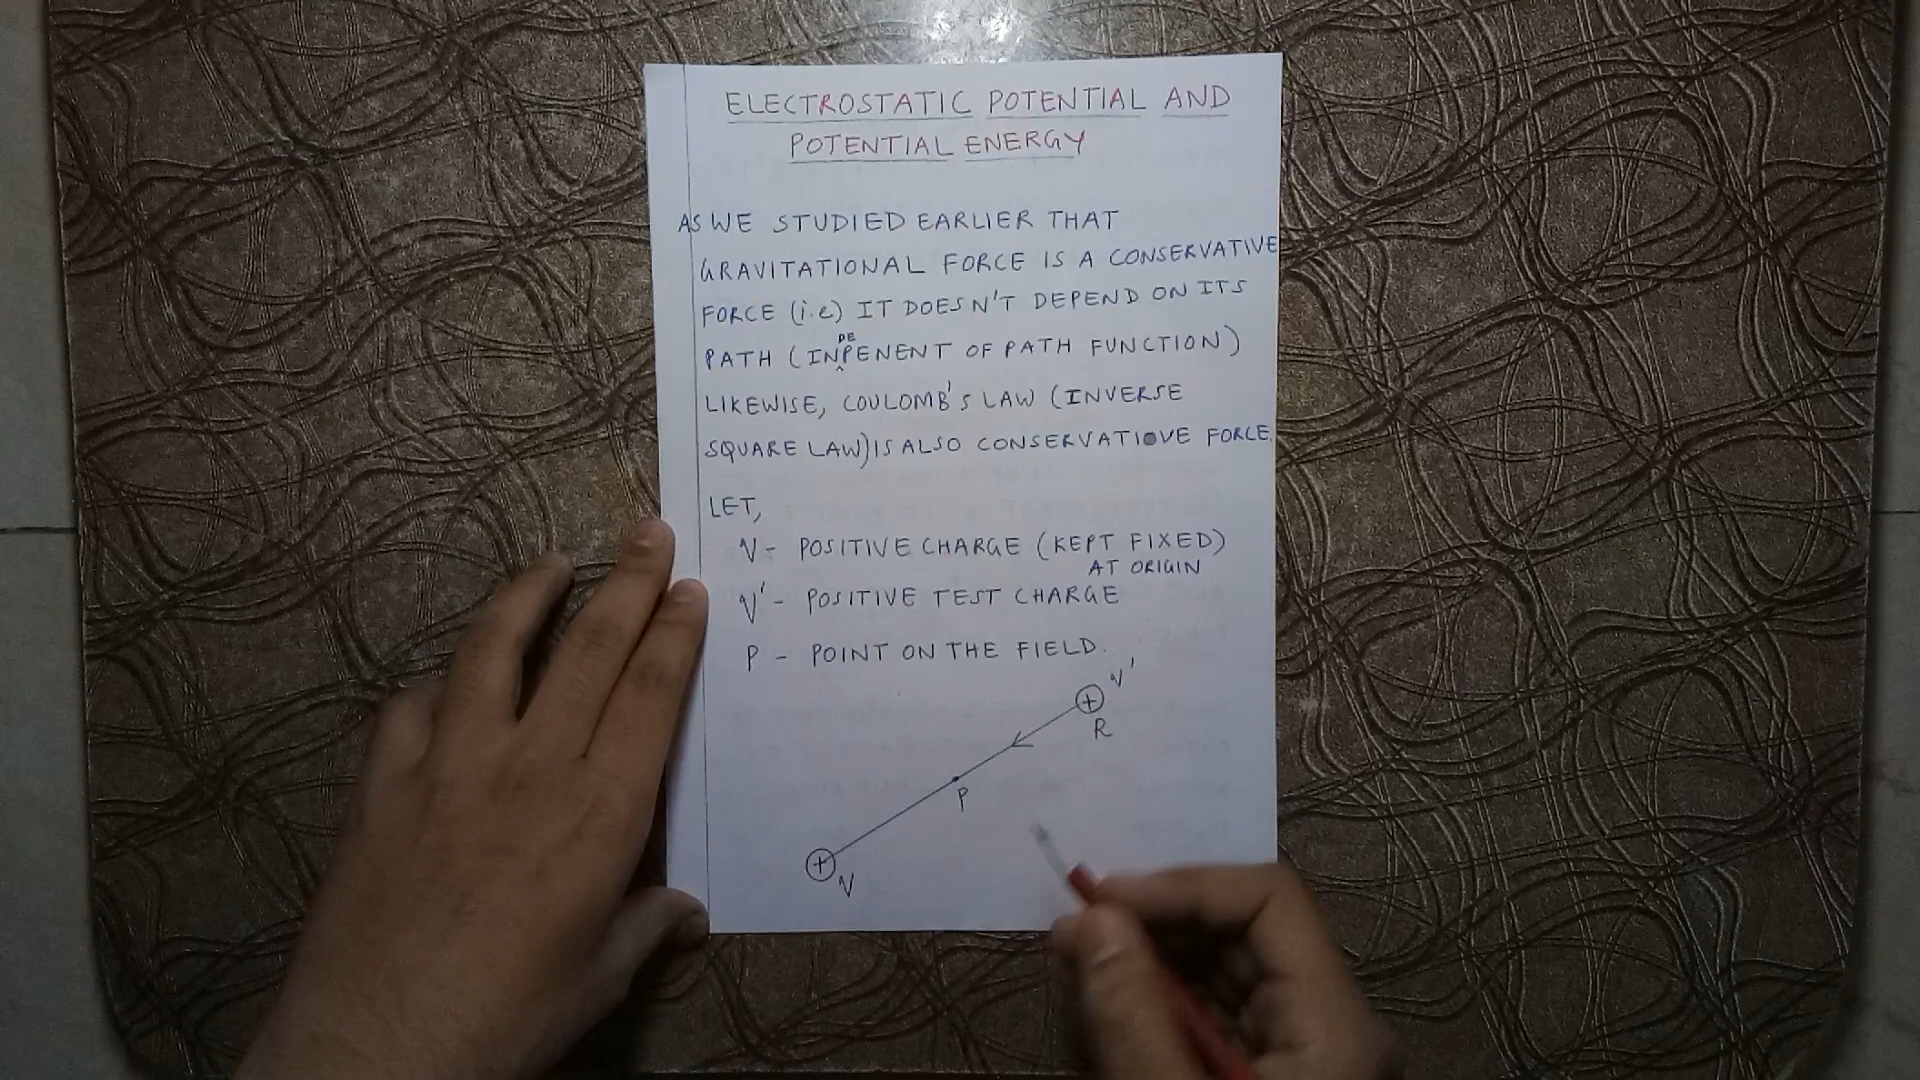 ELECTROSTATIC POTENTIAL AND
POTENTIAL ENERGY
AS WE STUDIED EARLIER THAT
GRAVITATIONAL FORCE IS A CONSERVATIVE
FORCE (i.e) IT DOESN'T DEPEND ON ITS
DE
PATH (INPENENT OF PATH FUNCTION)
LIKEWISE, COULOMB'S LAW (INVERSE
SQUARE LAW) IS ALSO CONSERVATIVE FORCE.
LET,
V - POSITIVE CHARGE (KEPT FIXED)
AT ORIGIN
V' - POSITIVE TEST CHARGE
P - POINT ON THE FIELD.
V'
+
R
P
+
V